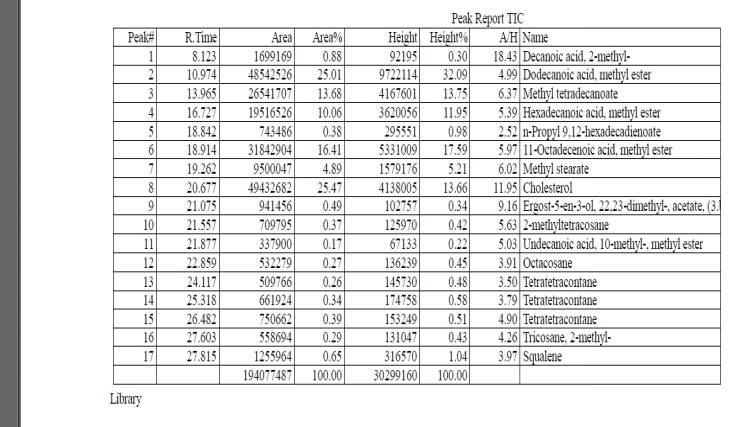 Peak Report TIC
Peak# R.Time Area Area% Height Height% A/H Name
1 8.123 1699169 0.88 92195 0.30 18.43 Decanoic acid, 2-methyl-
2 10.974 48542526 25.01 9722114 32.09 4.99 Dodecanoic acid, methyl ester
3 13.965 26541707 13.68 4167601 13.75 6.37 Methyl tetradecanoate
4 16.727 19516526 10.06 3620056 11.95 5.39 Hexadecanoic acid, methyl ester
5 18.842 743486 0.38 295551 0.98 2.52 n-Propyl 9,12-hexadecadienoate
6 18.914 31842904 16.41 5331009 17.59 5.97 11-Octadecenoic acid, methyl ester
7 19.262 9500047 4.89 1579176 5.21 6.02 Methyl stearate
8 20.677 49432682 25.47 4138005 13.66 11.95 Cholesterol
9 21.075 941456 0.49 102757 0.34 9.16 Ergost-5-en-3-ol, 22,23-dimethyl-, acetate, (3.
10 21.557 709795 0.37 125970 0.42 5.63 2-methyltetracosane
11 21.877 337900 0.17 67133 0.22 5.03 Undecanoic acid, 10-methyl-, methyl ester
12 22.859 532279 0.27 136239 0.45 3.91 Octacosane
13 24.117 509766 0.26 145730 0.48 3.50 Tetratetracontane
14 25.318 661924 0.34 174758 0.58 3.79 Tetratetracontane
15 26.482 750662 0.39 153249 0.51 4.90 Tetratetracontane
16 27.603 558694 0.29 131047 0.43 4.26 Tricosane, 2-methyl-
17 27.815 1255964 0.65 316570 1.04 3.97 Squalene
194077487 100.00 30299160 100.00
Library